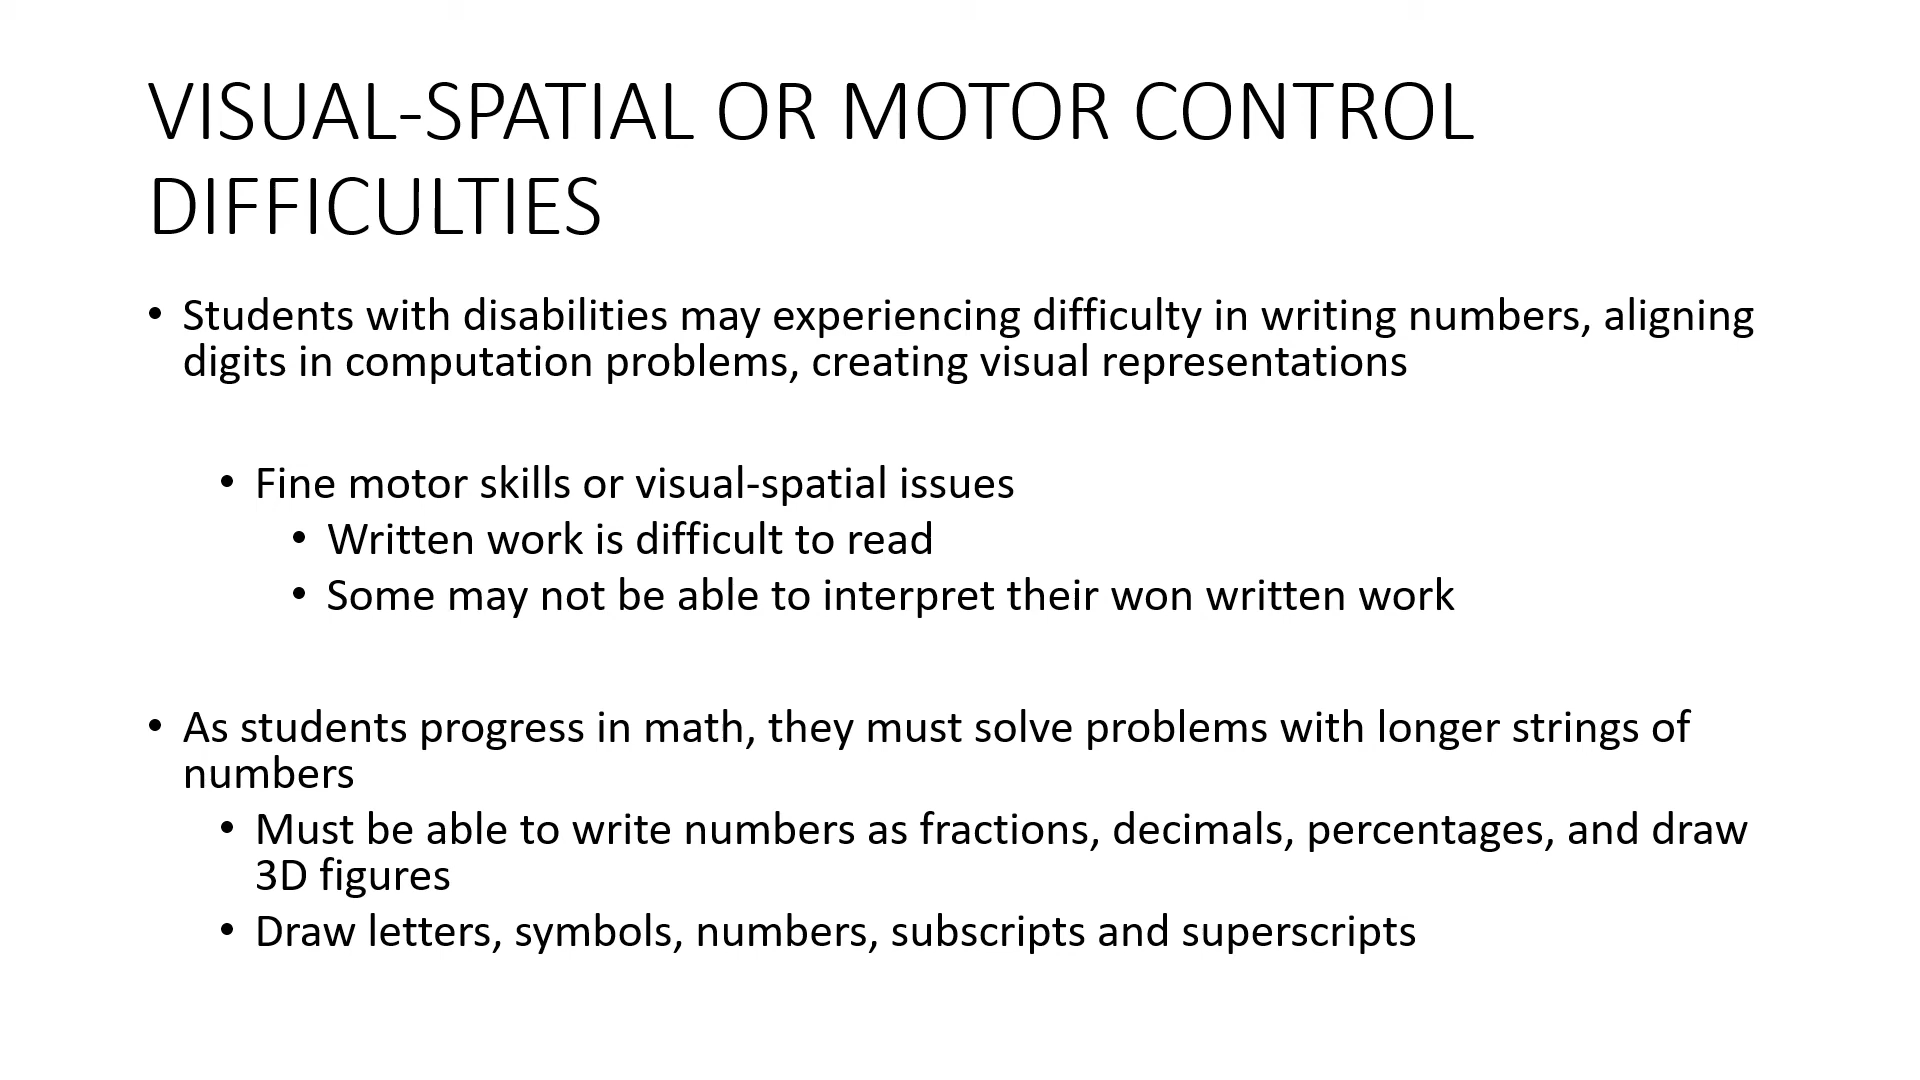 VISUAL-SPATIAL OR MOTOR CONTROL
DIFFICULTIES
• Students with disabilities may experiencing difficulty in writing numbers, aligning
digits in computation problems, creating visual representations
• Fine motor skills or visual-spatial issues
• Written work is difficult to read
• Some may not be able to interpret their won written work
• As students progress in math, they must solve problems with longer strings of
numbers
• Must be able to write numbers as fractions, decimals, percentages, and draw
3D figures
• Draw letters, symbols, numbers, subscripts and superscripts